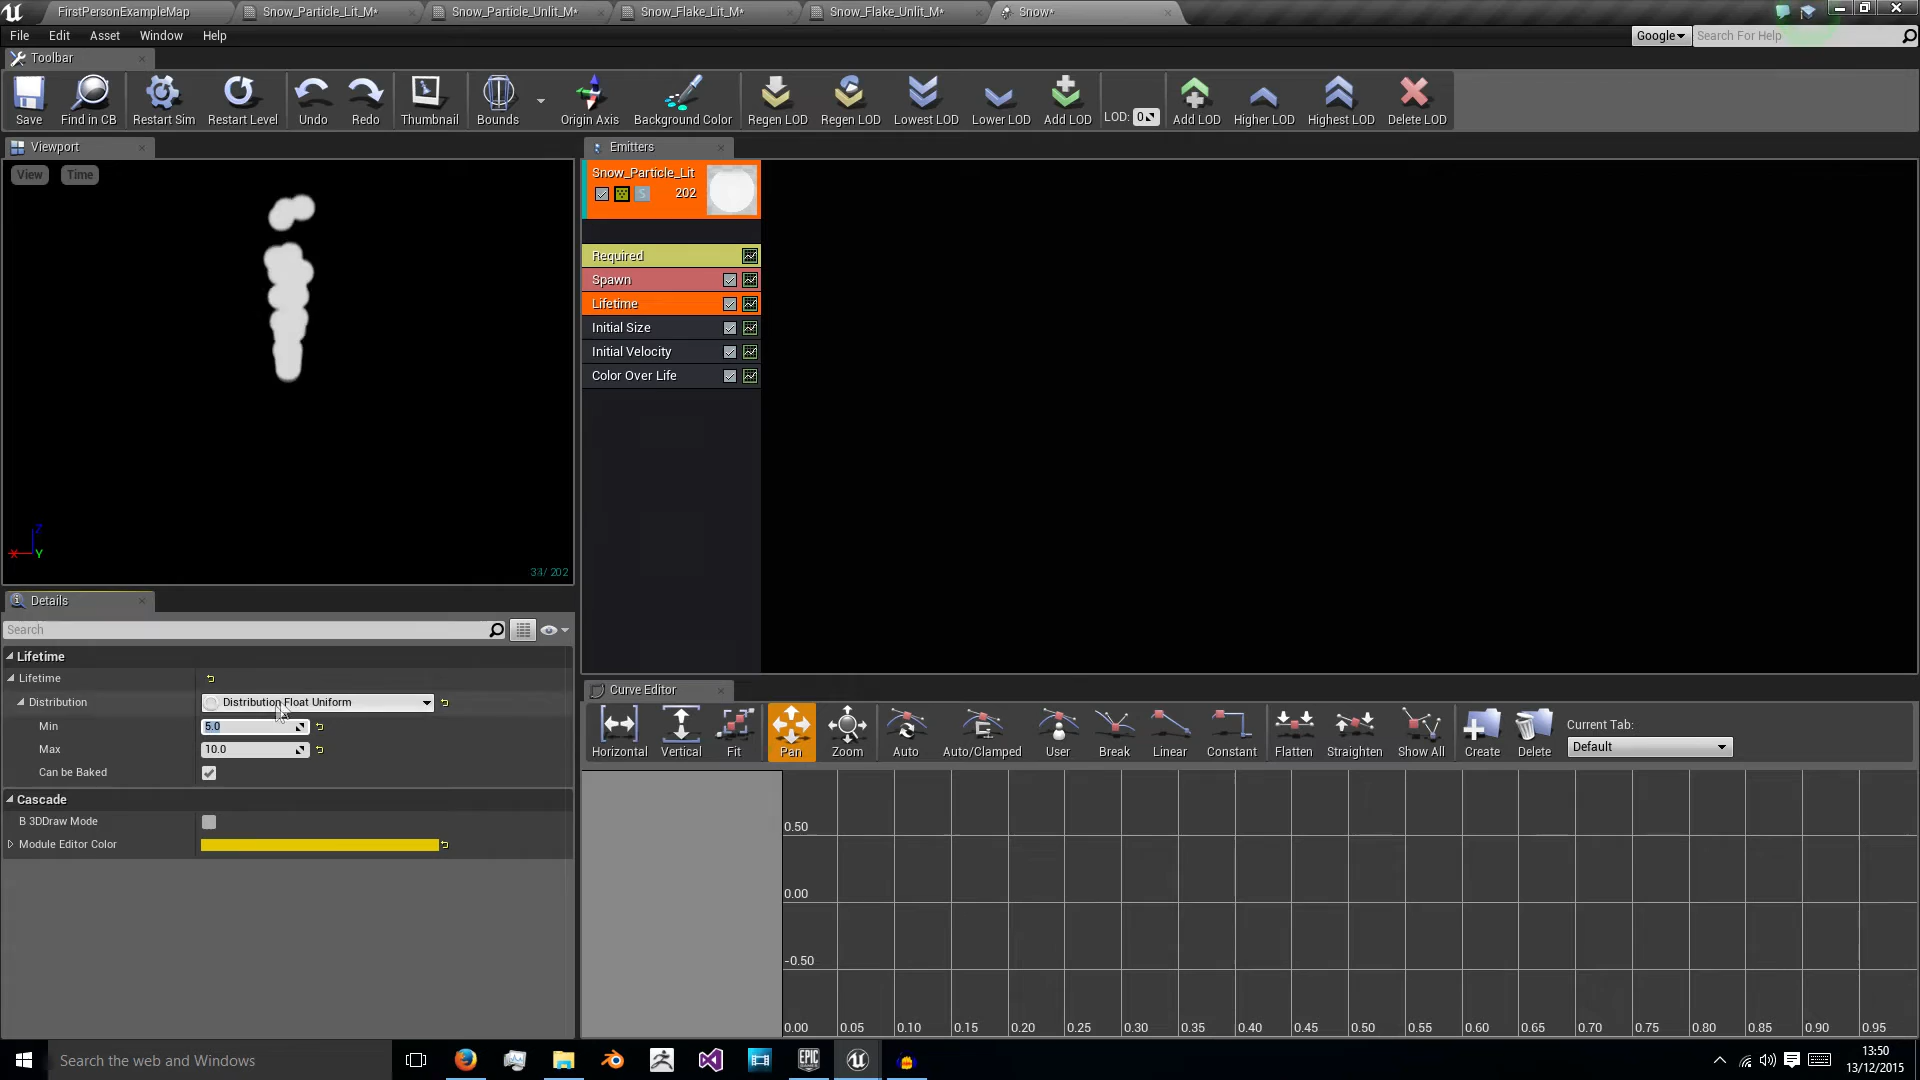 FirstPersonExampleMap
Snow_Particle_Lit_M*
Snow_Particle_Unlit_M*
Snow_Flake_Lit_M*
Snow_Flake_Unlit_M*
Snow*
File Edit Asset Window Help
Google
Search For Help
Toolbar
Save
Find in CB
Restart Sim
Restart Level
Undo
Redo
Thumbnail
Bounds
Origin Axis
Background Color
Regen LOD
Regen LOD
Lowest LOD
Lower LOD
Add LOD
LOD: 0
Add LOD
Higher LOD
Highest LOD
Delete LOD
Viewport
View
Time
Z
X
Y
34/ 202
Emitters
Snow_Particle_Lit
S
202
Required
Spawn
Lifetime
Initial Size
Initial Velocity
Color Over Life
Details
Search
Lifetime
Lifetime
Distribution
Distribution Float Uniform
Min
5.0
Max
10.0
Can be Baked
Cascade
B 3DDraw Mode
Module Editor Color
Curve Editor
Horizontal
Vertical
Fit
Pan
Zoom
Auto
Auto/Clamped
User
Break
Linear
Constant
Flatten
Straighten
Show All
Create
Delete
Current Tab:
Default
0.50
0.00
-0.50
0.00 0.05 0.10 0.15 0.20 0.25 0.30 0.35 0.40 0.45 0.50 0.55 0.60 0.65 0.70 0.75 0.80 0.85 0.90 0.95
Search the web and Windows
EPIC
13:50
13/12/2015